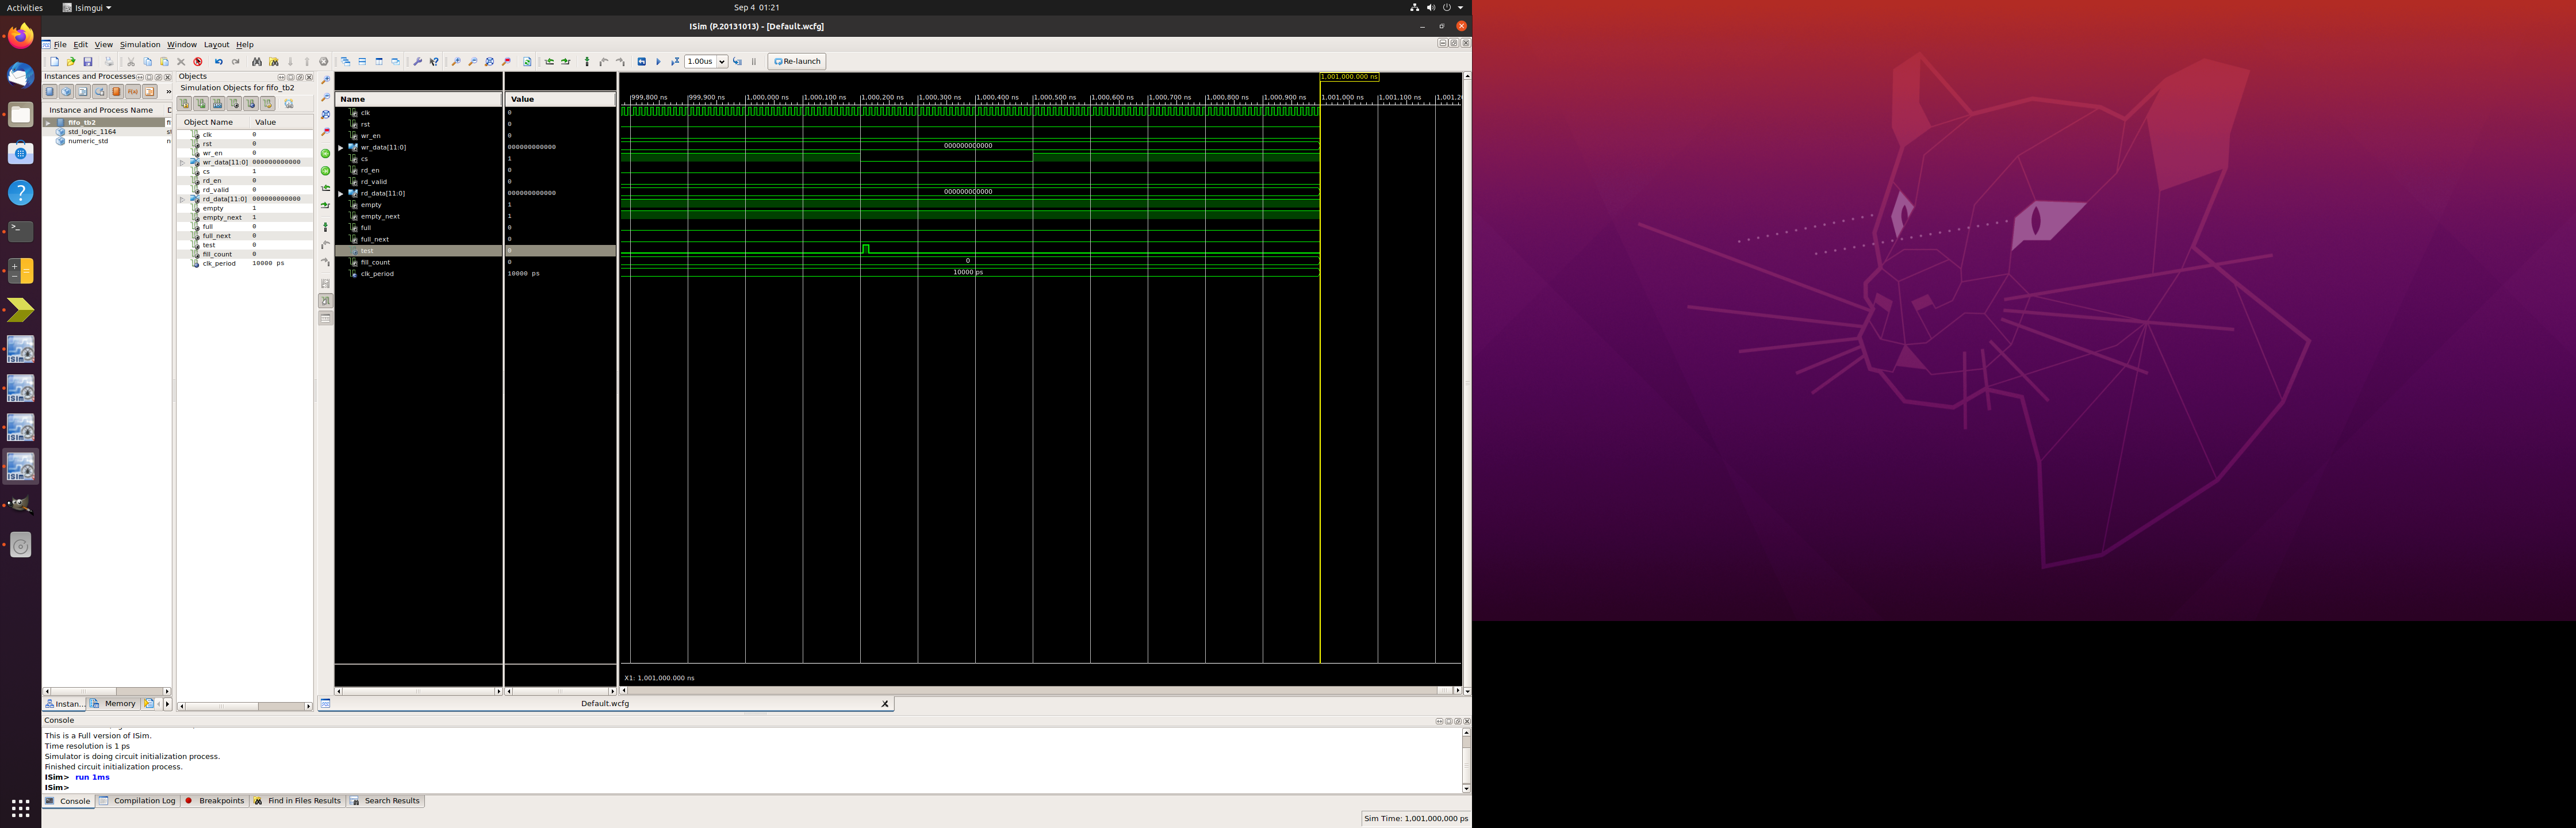 Activities Isimgui Sep 4 01:21
ISim (P.20131013) - [Default.wcfg]
File Edit View Simulation Window Layout Help
1.00us Re-launch
Instances and Processes
Instance and Process Name D
fifo_tb2 fi
std_logic_1164 st
numeric_std n
Instan... Memory
Objects
Simulation Objects for fifo_tb2
Object Name Value
clk 0
rst 0
wr_en 0
wr_data[11:0] 000000000000
cs 1
rd_en 0
rd_valid 0
rd_data[11:0] 000000000000
empty 1
empty_next 1
full 0
full_next 0
test 0
fill_count 0
clk_period 10000 ps
Name Value
clk 0
rst 0
wr_en 0
wr_data[11:0] 000000000000
cs 1
rd_en 0
rd_valid 0
rd_data[11:0] 000000000000
empty 1
empty_next 1
full 0
full_next 0
test 0
fill_count 0
clk_period 10000 ps
1,001,000.000 ns
999,800 ns 999,900 ns 1,000,000 ns 1,000,100 ns 1,000,200 ns 1,000,300 ns 1,000,400 ns 1,000,500 ns 1,000,600 ns 1,000,700 ns 1,000,800 ns 1,000,900 ns 1,001,000 ns 1,001,100 ns 1,001,2
000000000000
000000000000
0
10000 ps
X1: 1,001,000.000 ns
Default.wcfg
Console
This is a Full version of ISim.
Time resolution is 1 ps
Simulator is doing circuit initialization process.
Finished circuit initialization process.
ISim> run 1ms
ISim>
Console Compilation Log Breakpoints Find in Files Results Search Results
Sim Time: 1,001,000,000 ps